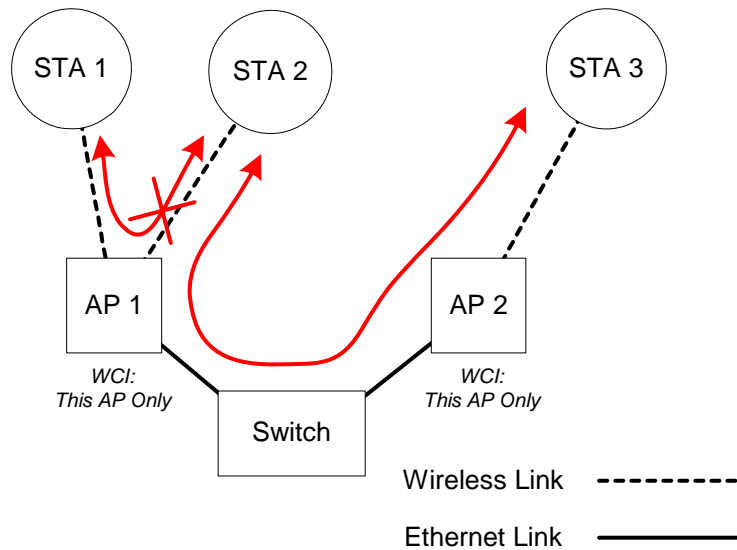 STA 1
STA 2
STA 3
AP 1
AP 2
WCI:
This AP Only
WCI:
This AP Only
Switch
Wireless Link
Ethernet Link